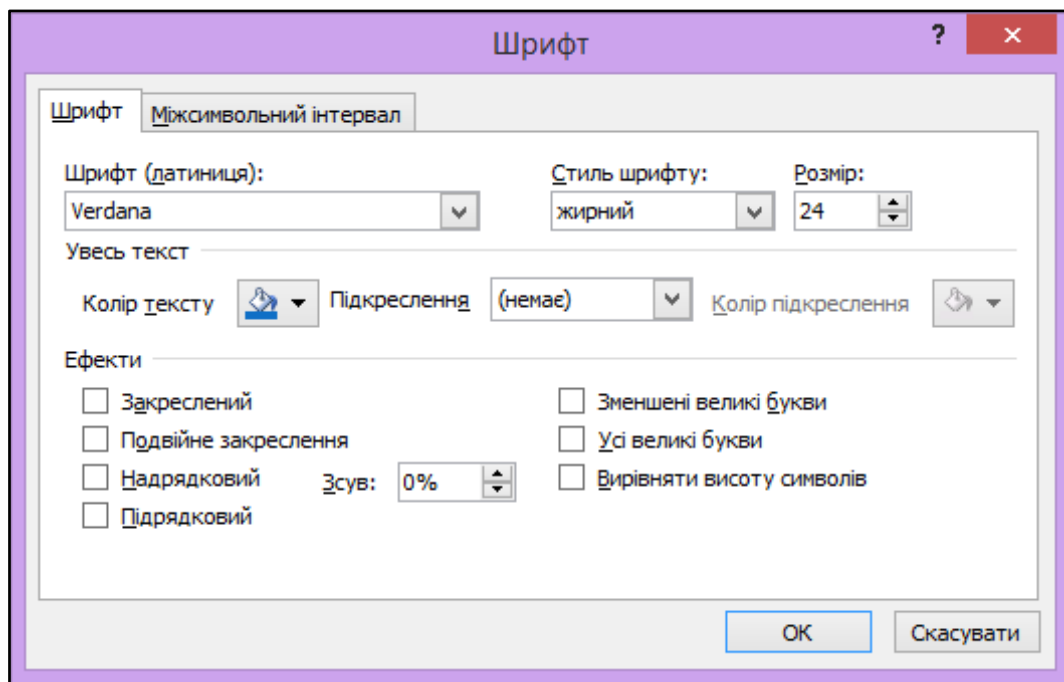 Шрифт ? ×
Шрифт Міжсимвольний інтервал
Шрифт (латиниця): Стиль шрифту: Розмір:
Verdana жирний 24
Увесь текст
Колір тексту Підкреслення (немає) Колір підкреслення
Ефекти
Закреслений Зменшені великі букви
Подвійне закреслення Усі великі букви
Надрядковий Зсув: 0% Вирівняти висоту символів
Підрядковий
ОК Скасувати